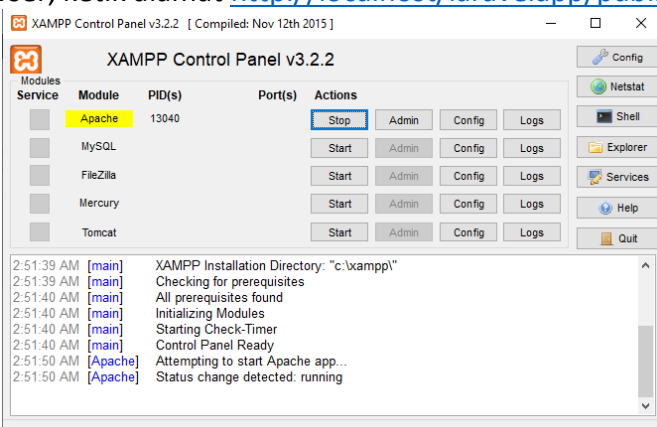 XAMPP Control Panel v3.2.2 [ Compiled: Nov 12th 2015 ]
XAMPP Control Panel v3.2.2
Config
Modules
Service Module PID(s) Port(s) Actions
Netstat
Apache 13040 Stop Admin Config Logs
Shell
MySQL Start Admin Config Logs
Explorer
FileZilla Start Admin Config Logs
Services
Mercury Start Admin Config Logs
Help
Tomcat Start Admin Config Logs
Quit
2:51:39 AM [main] XAMPP Installation Directory: "c:\xampp\"
2:51:39 AM [main] Checking for prerequisites
2:51:40 AM [main] All prerequisites found
2:51:40 AM [main] Initializing Modules
2:51:40 AM [main] Starting Check-Timer
2:51:40 AM [main] Control Panel Ready
2:51:50 AM [Apache] Attempting to start Apache app...
2:51:50 AM [Apache] Status change detected: running